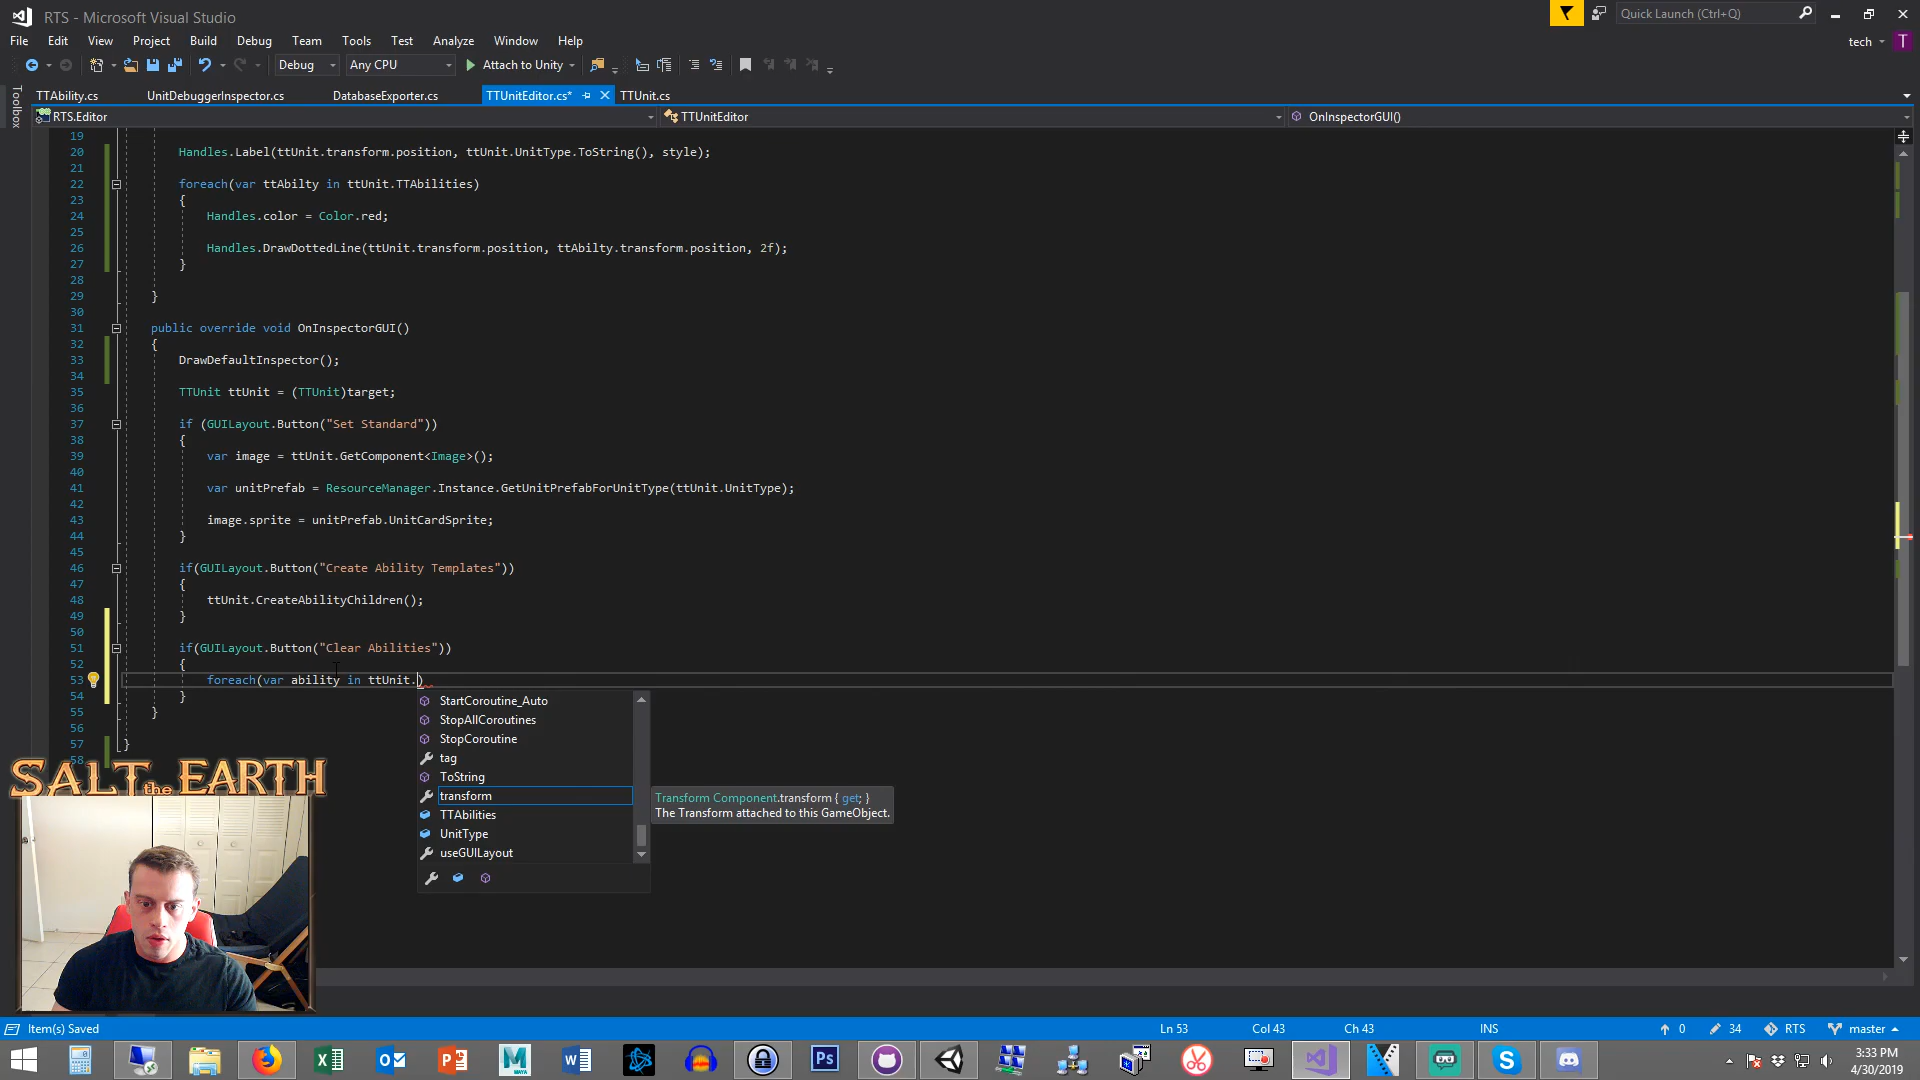 RTS - Microsoft Visual Studio
Quick Launch (Ctrl+Q)
File Edit View Project Build Debug Team Tools Test Analyze Window Help
tech T
Debug Any CPU Attach to Unity
Toolbox
TTAbility.cs UnitDebuggerInspector.cs DatabaseExporter.cs TTUnitEditor.cs* TTUnit.cs
RTS.Editor TTUnitEditor OnInspectorGUI()
19
20 Handles.Label(ttUnit.transform.position, ttUnit.UnitType.ToString(), style);
21
22 foreach(var ttAbilty in ttUnit.TTAbilities)
23 {
24 Handles.color = Color.red;
25
26 Handles.DrawDottedLine(ttUnit.transform.position, ttAbilty.transform.position, 2f);
27 }
28
29 }
30
31 public override void OnInspectorGUI()
32 {
33 DrawDefaultInspector();
34
35 TTUnit ttUnit = (TTUnit)target;
36
37 if (GUILayout.Button("Set Standard"))
38 {
39 var image = ttUnit.GetComponent<Image>();
40
41 var unitPrefab = ResourceManager.Instance.GetUnitPrefabForUnitType(ttUnit.UnitType);
42
43 image.sprite = unitPrefab.UnitCardSprite;
44 }
45
46 if(GUILayout.Button("Create Ability Templates"))
47 {
48 ttUnit.CreateAbilityChildren();
49 }
50
51 if(GUILayout.Button("Clear Abilities"))
52 {
53 foreach(var ability in ttUnit.)
54 }
55 }
56
57 }
58
StartCoroutine_Auto
StopAllCoroutines
StopCoroutine
tag
ToString
transform
TTAbilities
UnitType
useGUILayout
Transform Component.transform { get; }
The Transform attached to this GameObject.
SALT the EARTH
Item(s) Saved Ln 53 Col 43 Ch 43 INS 0 34 RTS master
3:33 PM
4/30/2019